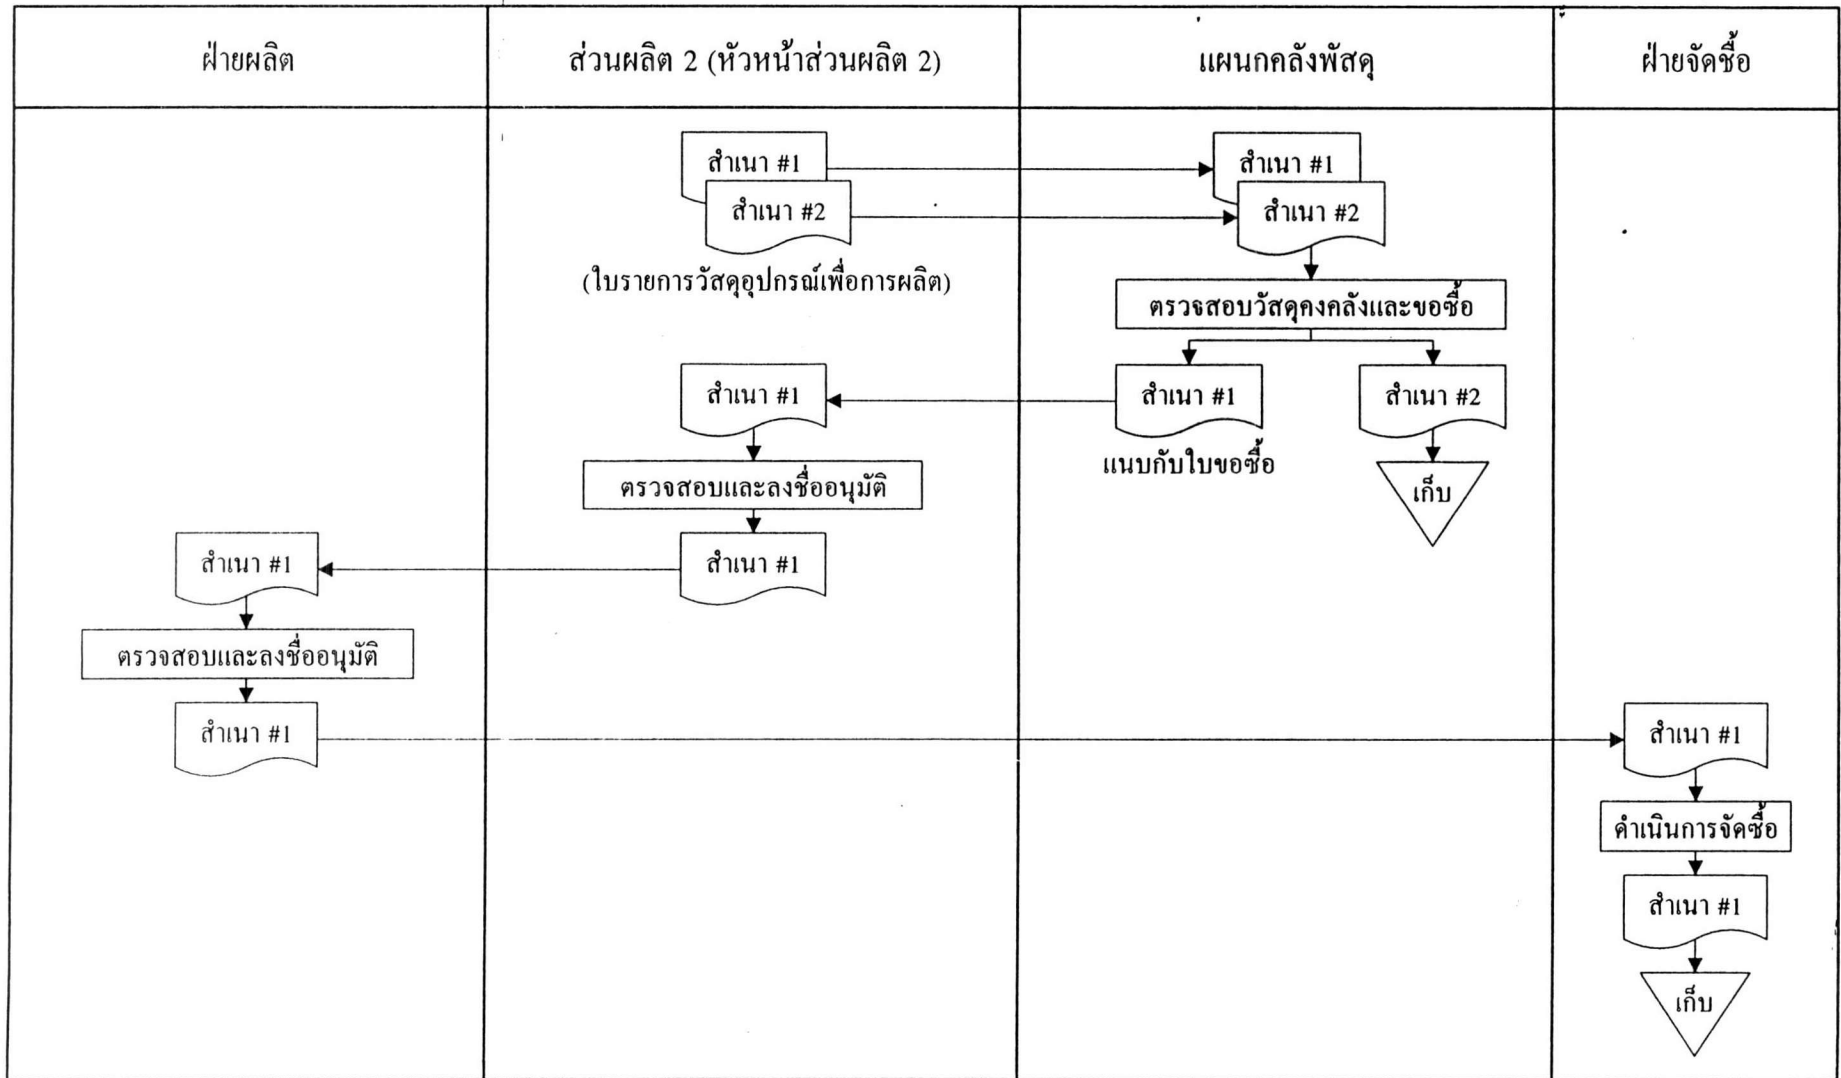 ฝ่ายผลิต
ส่วนผลิต 2 (หัวหน้าส่วนผลิต 2)
แผนกคลังพัสดุ
ฝ่ายจัดซื้อ
สำเนา #1
สำเนา #1
สำเนา #2
สำเนา #2
(ใบรายการวัสดุอุปกรณ์เพื่อการผลิต)
ตรวจสอบวัสดุคงคลังและขอซื้อ
สำเนา #1
สำเนา #1
สำเนา #2
แนบกับใบขอซื้อ
ตรวจสอบและลงชื่ออนุมัติ
เก็บ
สำเนา #1
สำเนา #1
ตรวจสอบและลงชื่ออนุมัติ
สำเนา #1
สำเนา #1
ดำเนินการจัดซื้อ
สำเนา #1
เก็บ